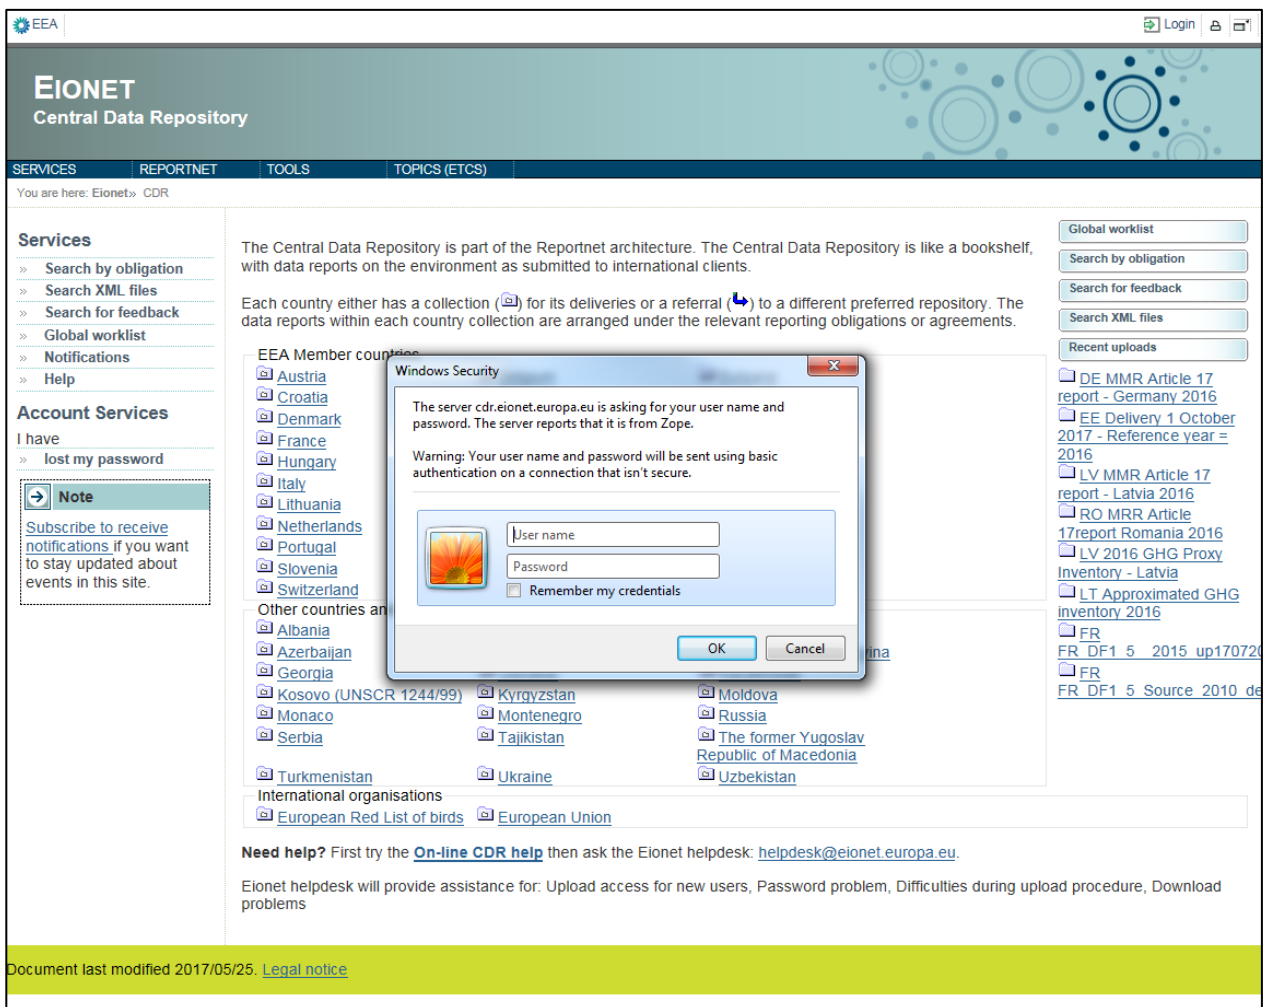 EEA
Login
EIONET
Central Data Repository
SERVICES
REPORTNET
TOOLS
TOPICS (ETCS)
You are here: Eionet» CDR
Services
» Search by obligation
» Search XML files
» Search for feedback
» Global worklist
» Notifications
» Help
Account Services
I have
» lost my password
Note
Subscribe to receive
notifications if you want
to stay updated about
events in this site.
The Central Data Repository is part of the Reportnet architecture. The Central Data Repository is like a bookshelf,
with data reports on the environment as submitted to international clients.
Each country either has a collection ( ) for its deliveries or a referral ( ) to a different preferred repository. The
data reports within each country collection are arranged under the relevant reporting obligations or agreements.
EEA Member countries
Austria
Croatia
Denmark
France
Hungary
Italy
Lithuania
Netherlands
Portugal
Slovenia
Switzerland
Windows Security
The server cdr.eionet.europa.eu is asking for your user name and
password. The server reports that it is from Zope.
Warning: Your user name and password will be sent using basic
authentication on a connection that isn't secure.
User name
Password
Remember my credentials
OK
Cancel
Other countries an
Albania
Azerbaijan
vina
Georgia
Kosovo (UNSCR 1244/99)
Kyrgyzstan
Moldova
Monaco
Montenegro
Russia
Serbia
Tajikistan
The former Yugoslav
Republic of Macedonia
Turkmenistan
Ukraine
Uzbekistan
International organisations
European Red List of birds
European Union
Need help? First try the On-line CDR help then ask the Eionet helpdesk: helpdesk@eionet.europa.eu.
Eionet helpdesk will provide assistance for: Upload access for new users, Password problem, Difficulties during upload procedure, Download
problems
Global worklist
Search by obligation
Search for feedback
Search XML files
Recent uploads
DE MMR Article 17
report - Germany 2016
EE Delivery 1 October
2017 - Reference year =
2016
LV MMR Article 17
report - Latvia 2016
RO MRR Article
17report Romania 2016
LV 2016 GHG Proxy
Inventory - Latvia
LT Approximated GHG
inventory 2016
FR
FR_DF1_5__2015_up17072
FR
FR_DF1_5_Source_2010_de
Document last modified 2017/05/25. Legal notice